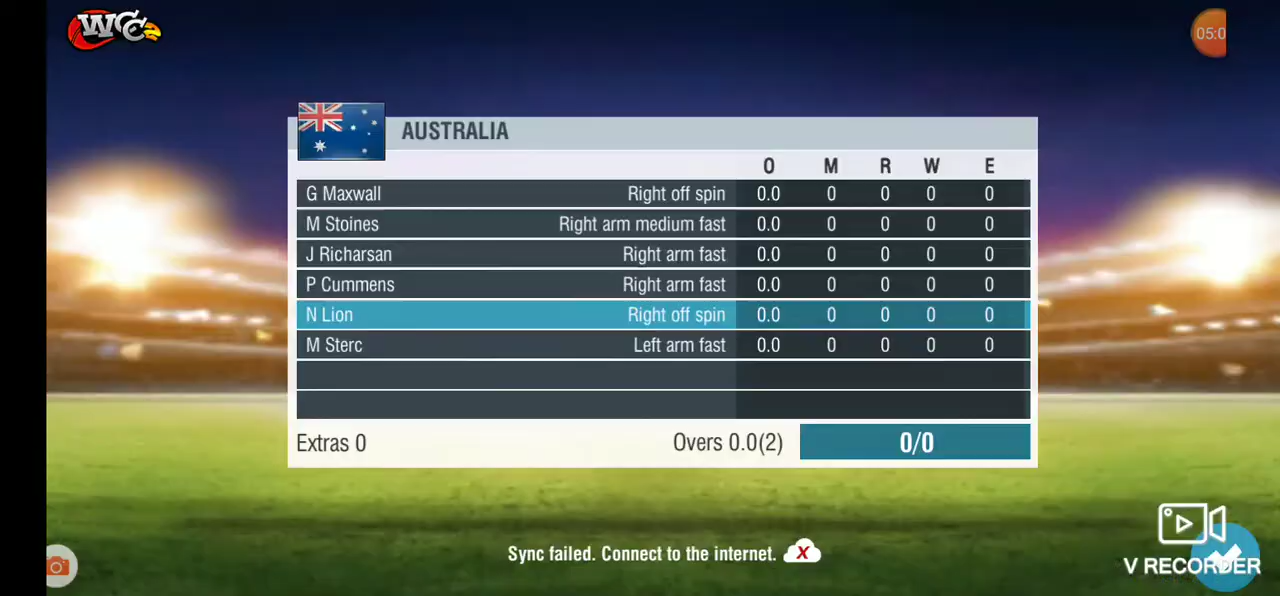 WCC
05:0
AUSTRALIA
O M R W E
G Maxwall Right off spin 0.0 0 0 0 0
M Stoines Right arm medium fast 0.0 0 0 0 0
J Richarsan Right arm fast 0.0 0 0 0 0
P Cummens Right arm fast 0.0 0 0 0 0
N Lion Right off spin 0.0 0 0 0 0
M Sterc Left arm fast 0.0 0 0 0 0
Extras 0 Overs 0.0(2) 0/0
Sync failed. Connect to the internet. X
V RECORDER